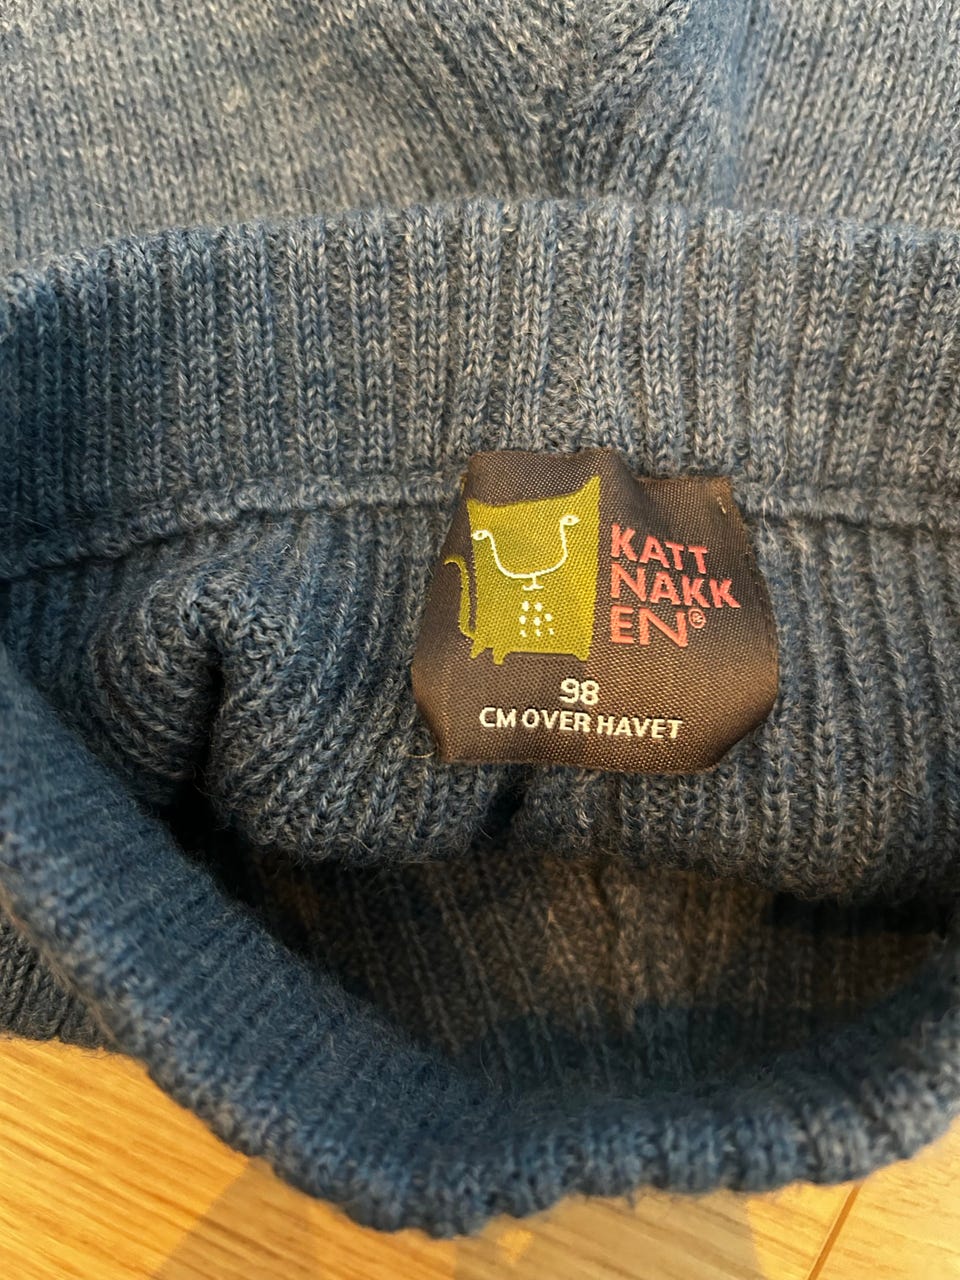 KATT
NAKK
EN®
98
CM OVER HAVET